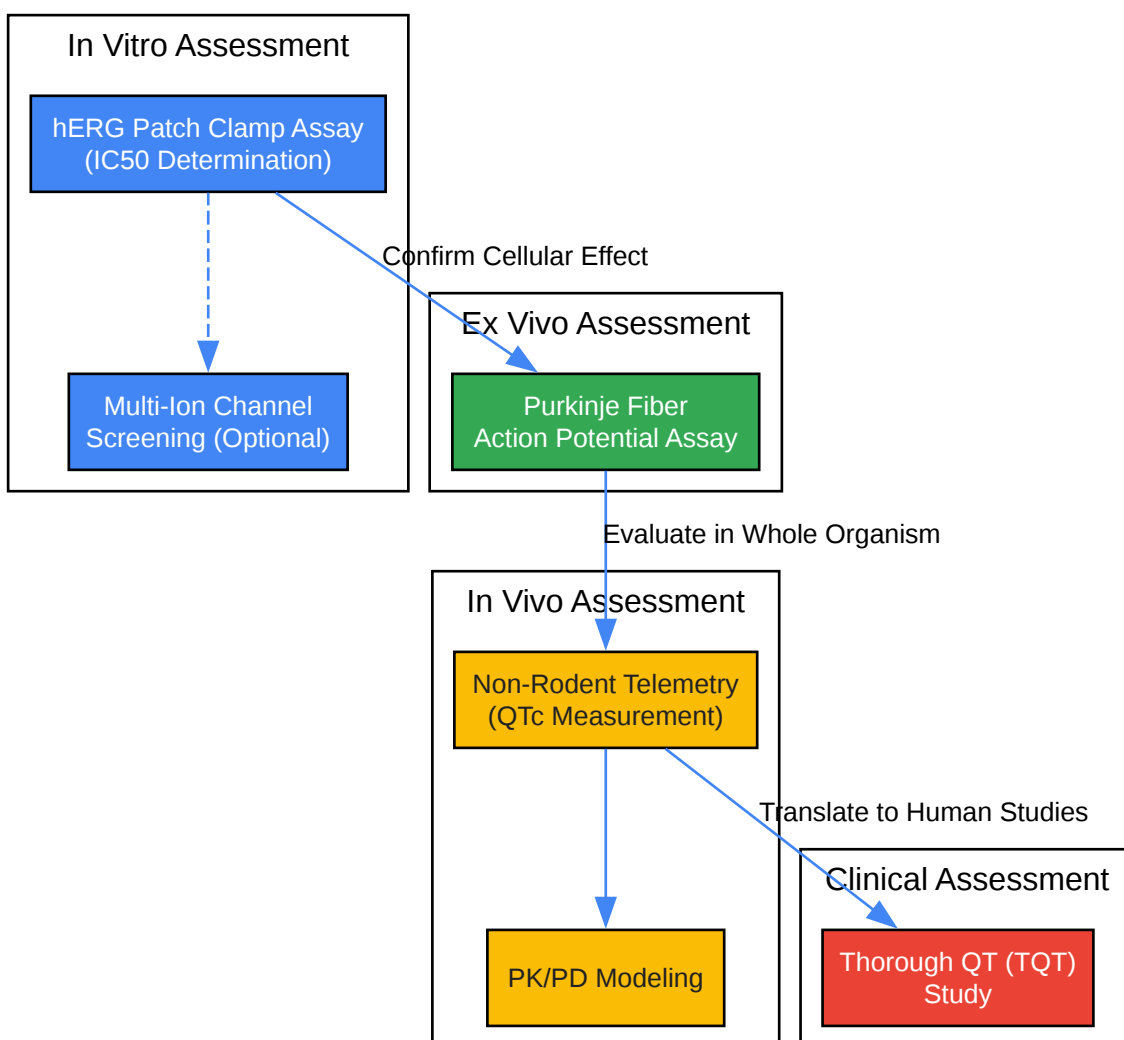 In Vitro Assessment
hERG Patch Clamp Assay
(IC50 Determination)
Confirm Cellular Effect
Ex Vivo Assessment
Multi-Ion Channel
Screening (Optional)
Purkinje Fiber
Action Potential Assay
Evaluate in Whole Organism
In Vivo Assessment
Non-Rodent Telemetry
(QTc Measurement)
Translate to Human Studies
Clinical Assessment
PK/PD Modeling
Thorough QT (TQT)
Study